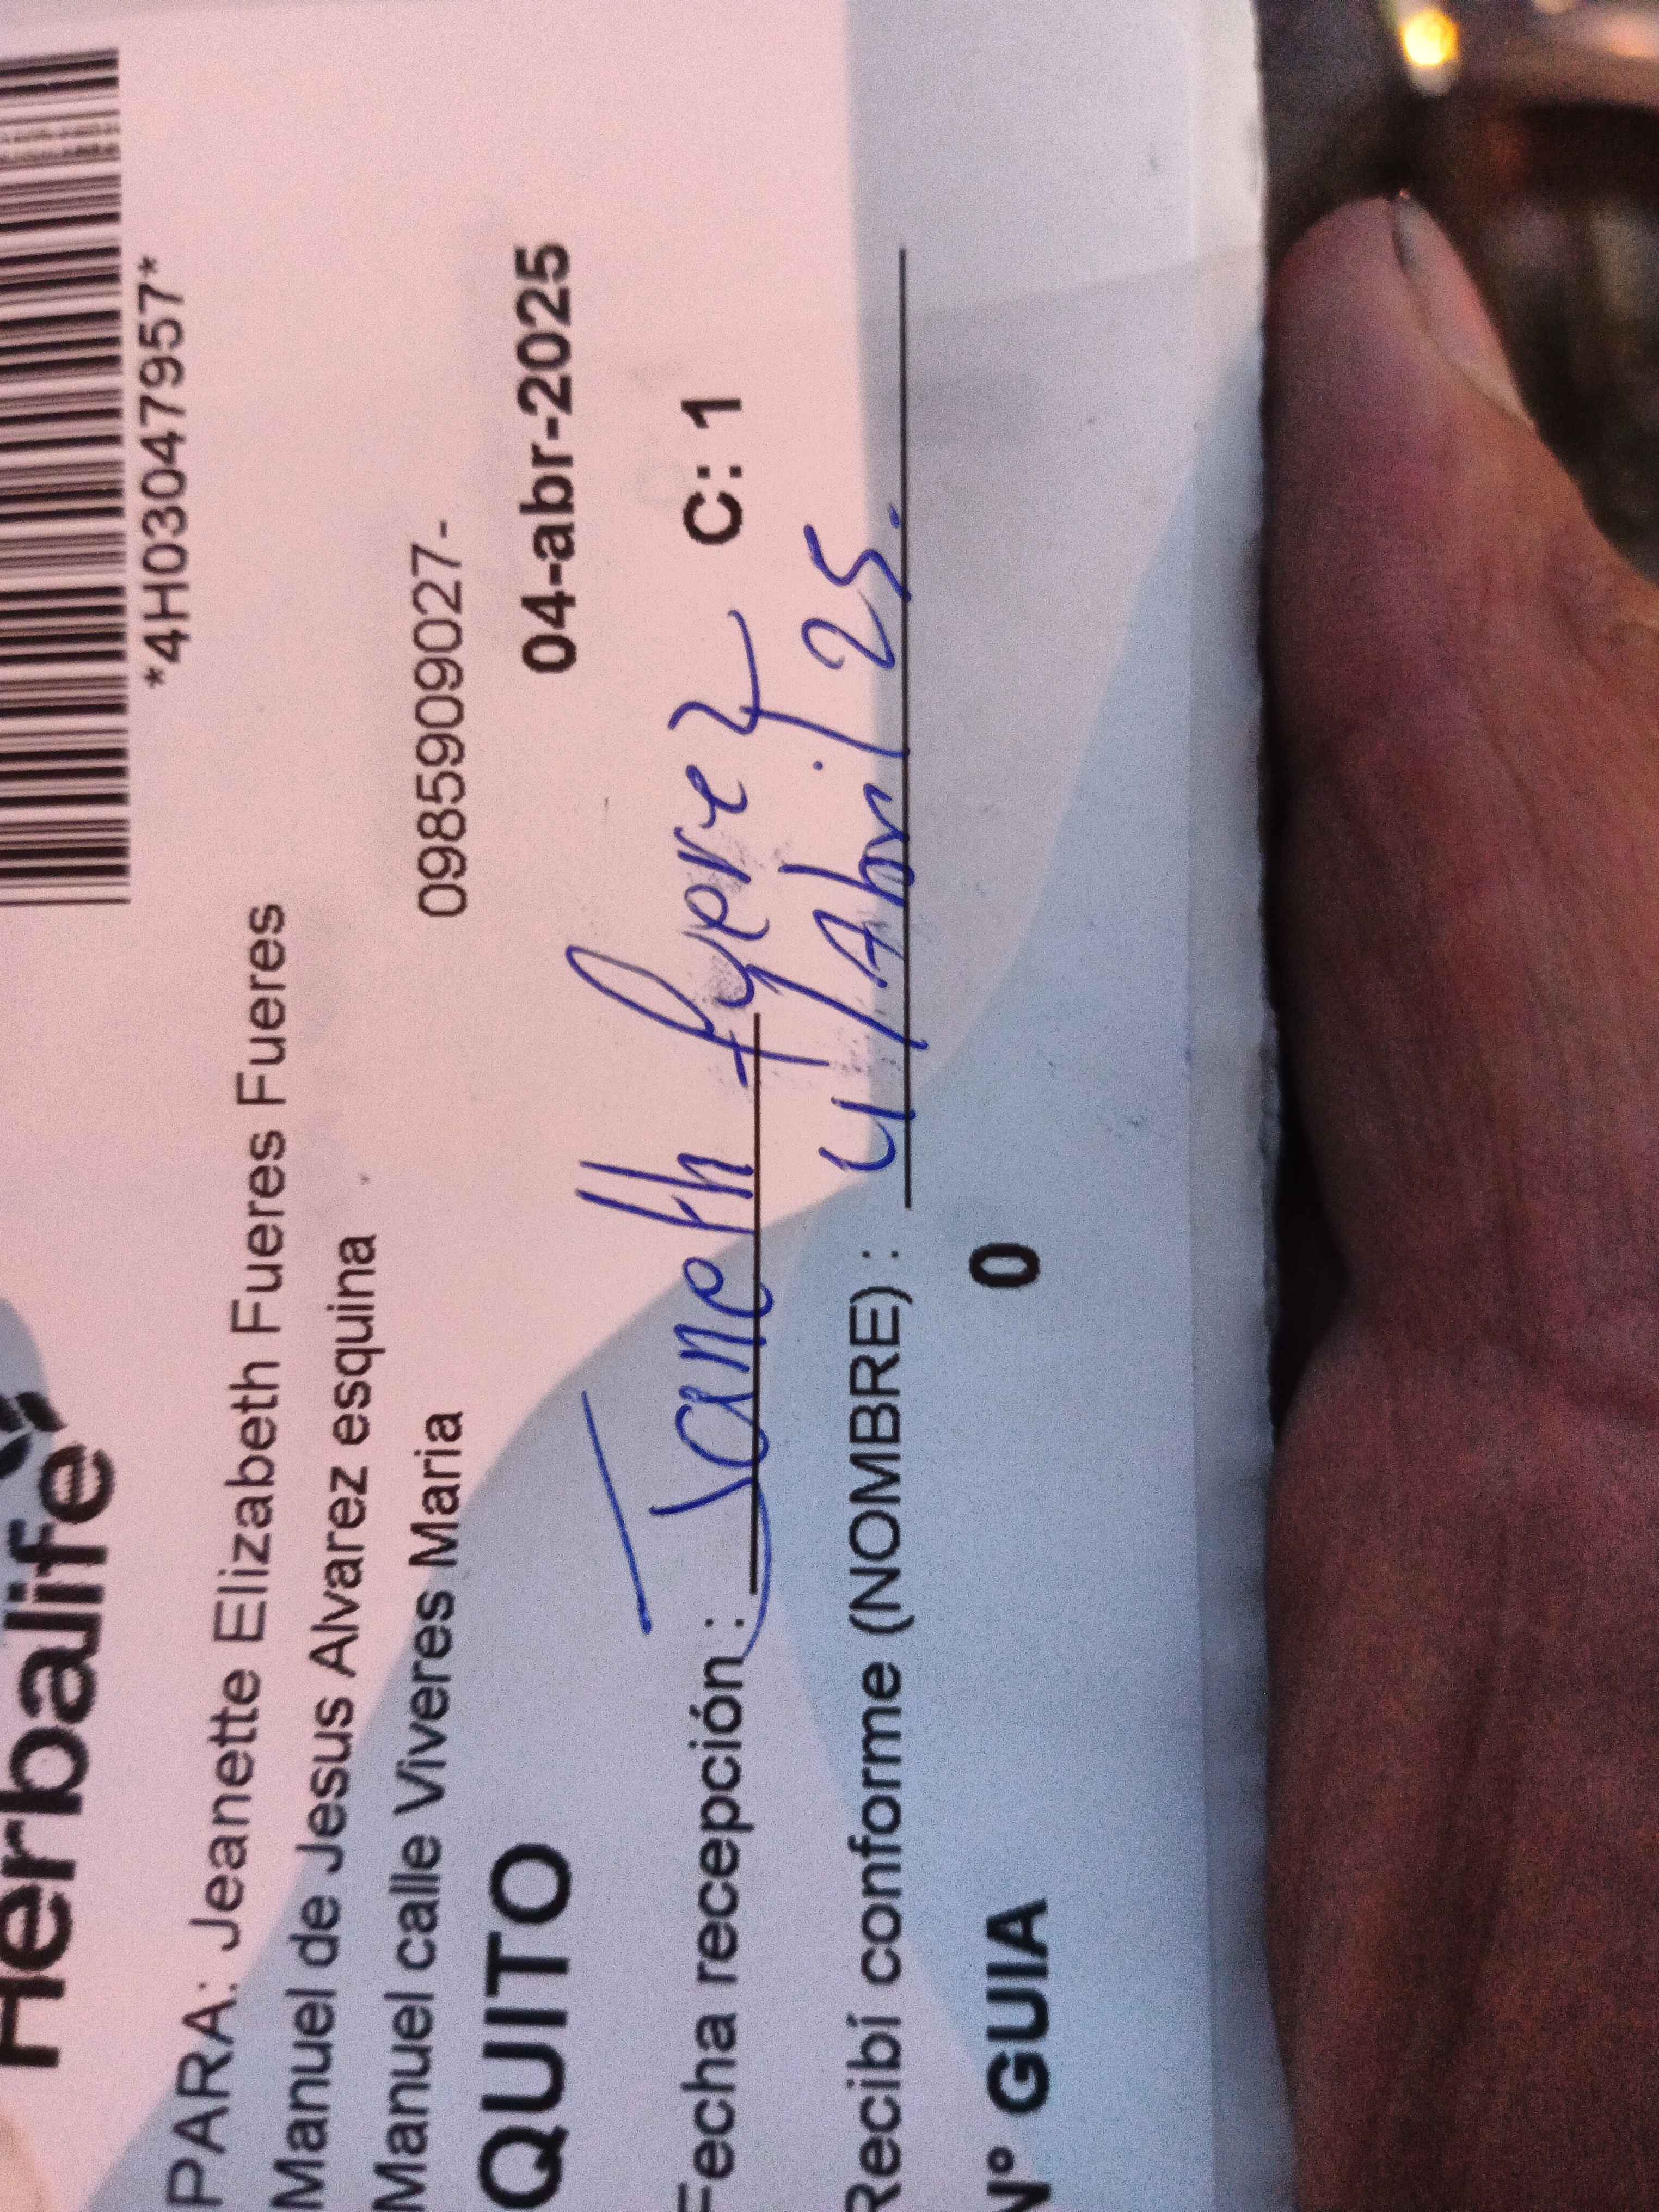 Herbalife
*4H03047957*
PARA: Jeanette Elizabeth Fueres Fueres
Manuel de Jesus Alvarez esquina
Manuel calle Viveres Maria 0985909027-
QUITO 04-abr-2025
Fecha recepción : Janeth C: 1
Recibí conforme (NOMBRE) : 4/Abril/25.
Nº GUIA 0